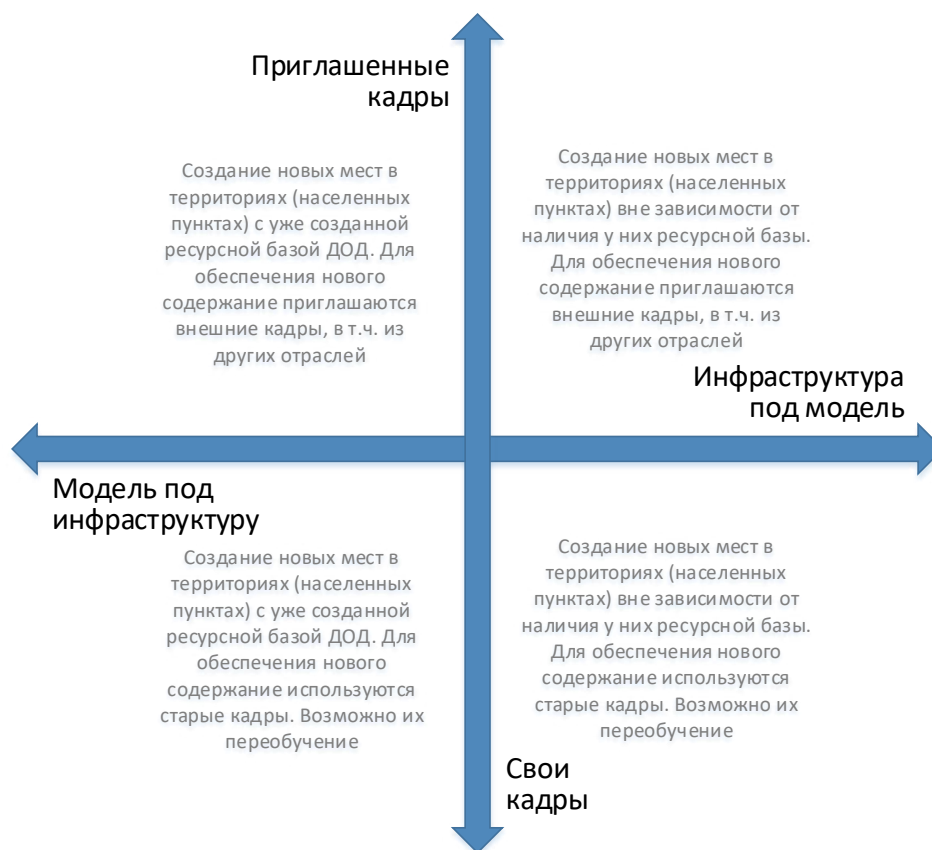 Приглашенные
кадры
Создание новых мест в
территориях (населенных
пунктах) с уже созданной
ресурсной базой ДОД. Для
обеспечения нового
содержание приглашаются
внешние кадры, в т.ч. из
других отраслей
Создание новых мест в
территориях (населенных
пунктах) вне зависимости от
наличия у них ресурсной базы.
Для обеспечения нового
содержание приглашаются
внешние кадры, в т.ч. из
других отраслей
Инфраструктура
под модель
Модель под
инфраструктуру
Создание новых мест в
территориях (населенных
пунктах) с уже созданной
ресурсной базой ДОД. Для
обеспечения нового
содержание используются
старые кадры. Возможно их
переобучение
Создание новых мест в
территориях (населенных
пунктах) вне зависимости от
наличия у них ресурсной базы.
Для обеспечения нового
содержание используются
старые кадры. Возможно их
переобучение
Свои
кадры